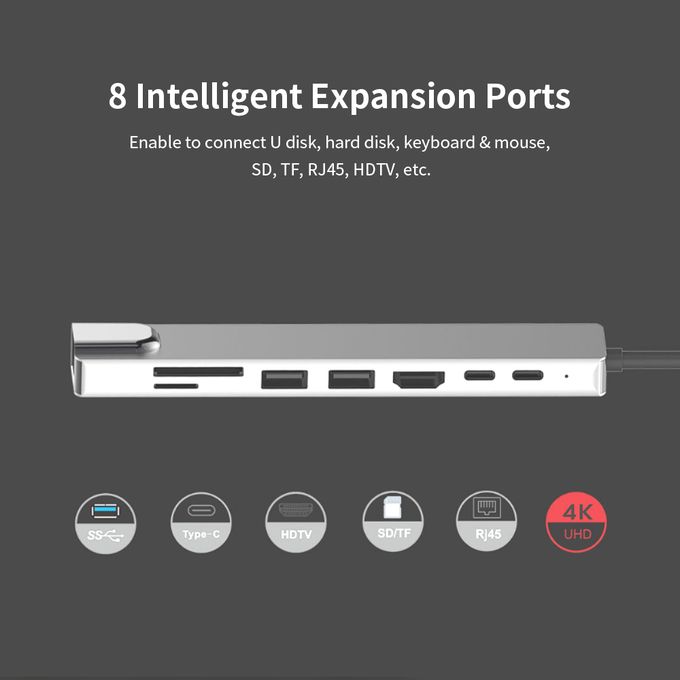 8 Intelligent Expansion Ports
Enable to connect U disk, hard disk, keyboard & mouse,
SD, TF, RJ45, HDTV, etc.
SS
Type-C
HDTV
SD/TF
Rj45
4K
UHD